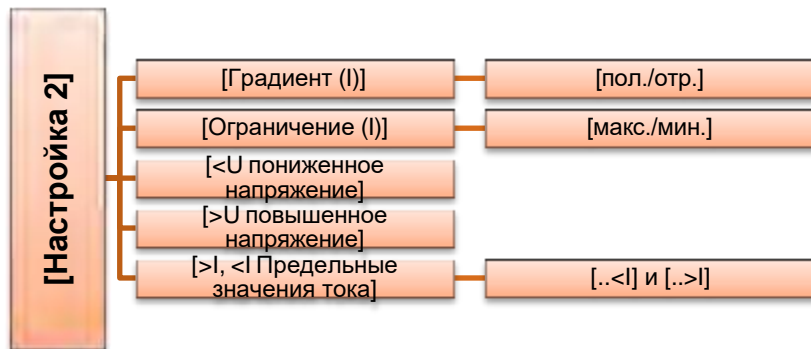 [Настройка 2]
[Градиент (I)]
[пол./отр.]
[Ограничение (I)]
[макс./мин.]
[<U пониженное
напряжение]
[>U повышенное
напряжение]
[>I, <I Предельные
значения тока]
[..<I] и [..>I]